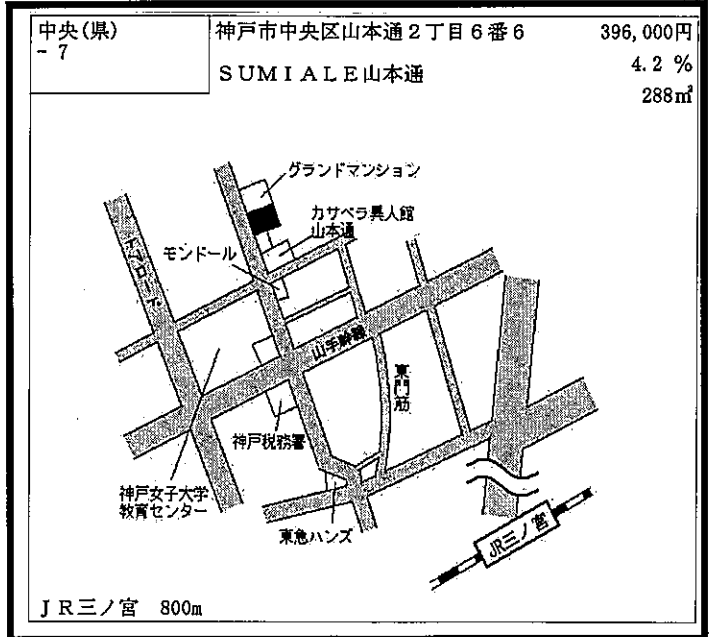 中央(県)
- 7
神戸市中央区山本通2丁目6番6
396,000円
SUMIALE山本通
4.2 %
288㎡
グランドマンション
カサベラ異人館
山本通
モンドール
トアロード
山手幹線
東門筋
神戸税務署
神戸女子大学
教育センター
東急ハンズ
JR三ノ宮
JR三ノ宮 800m